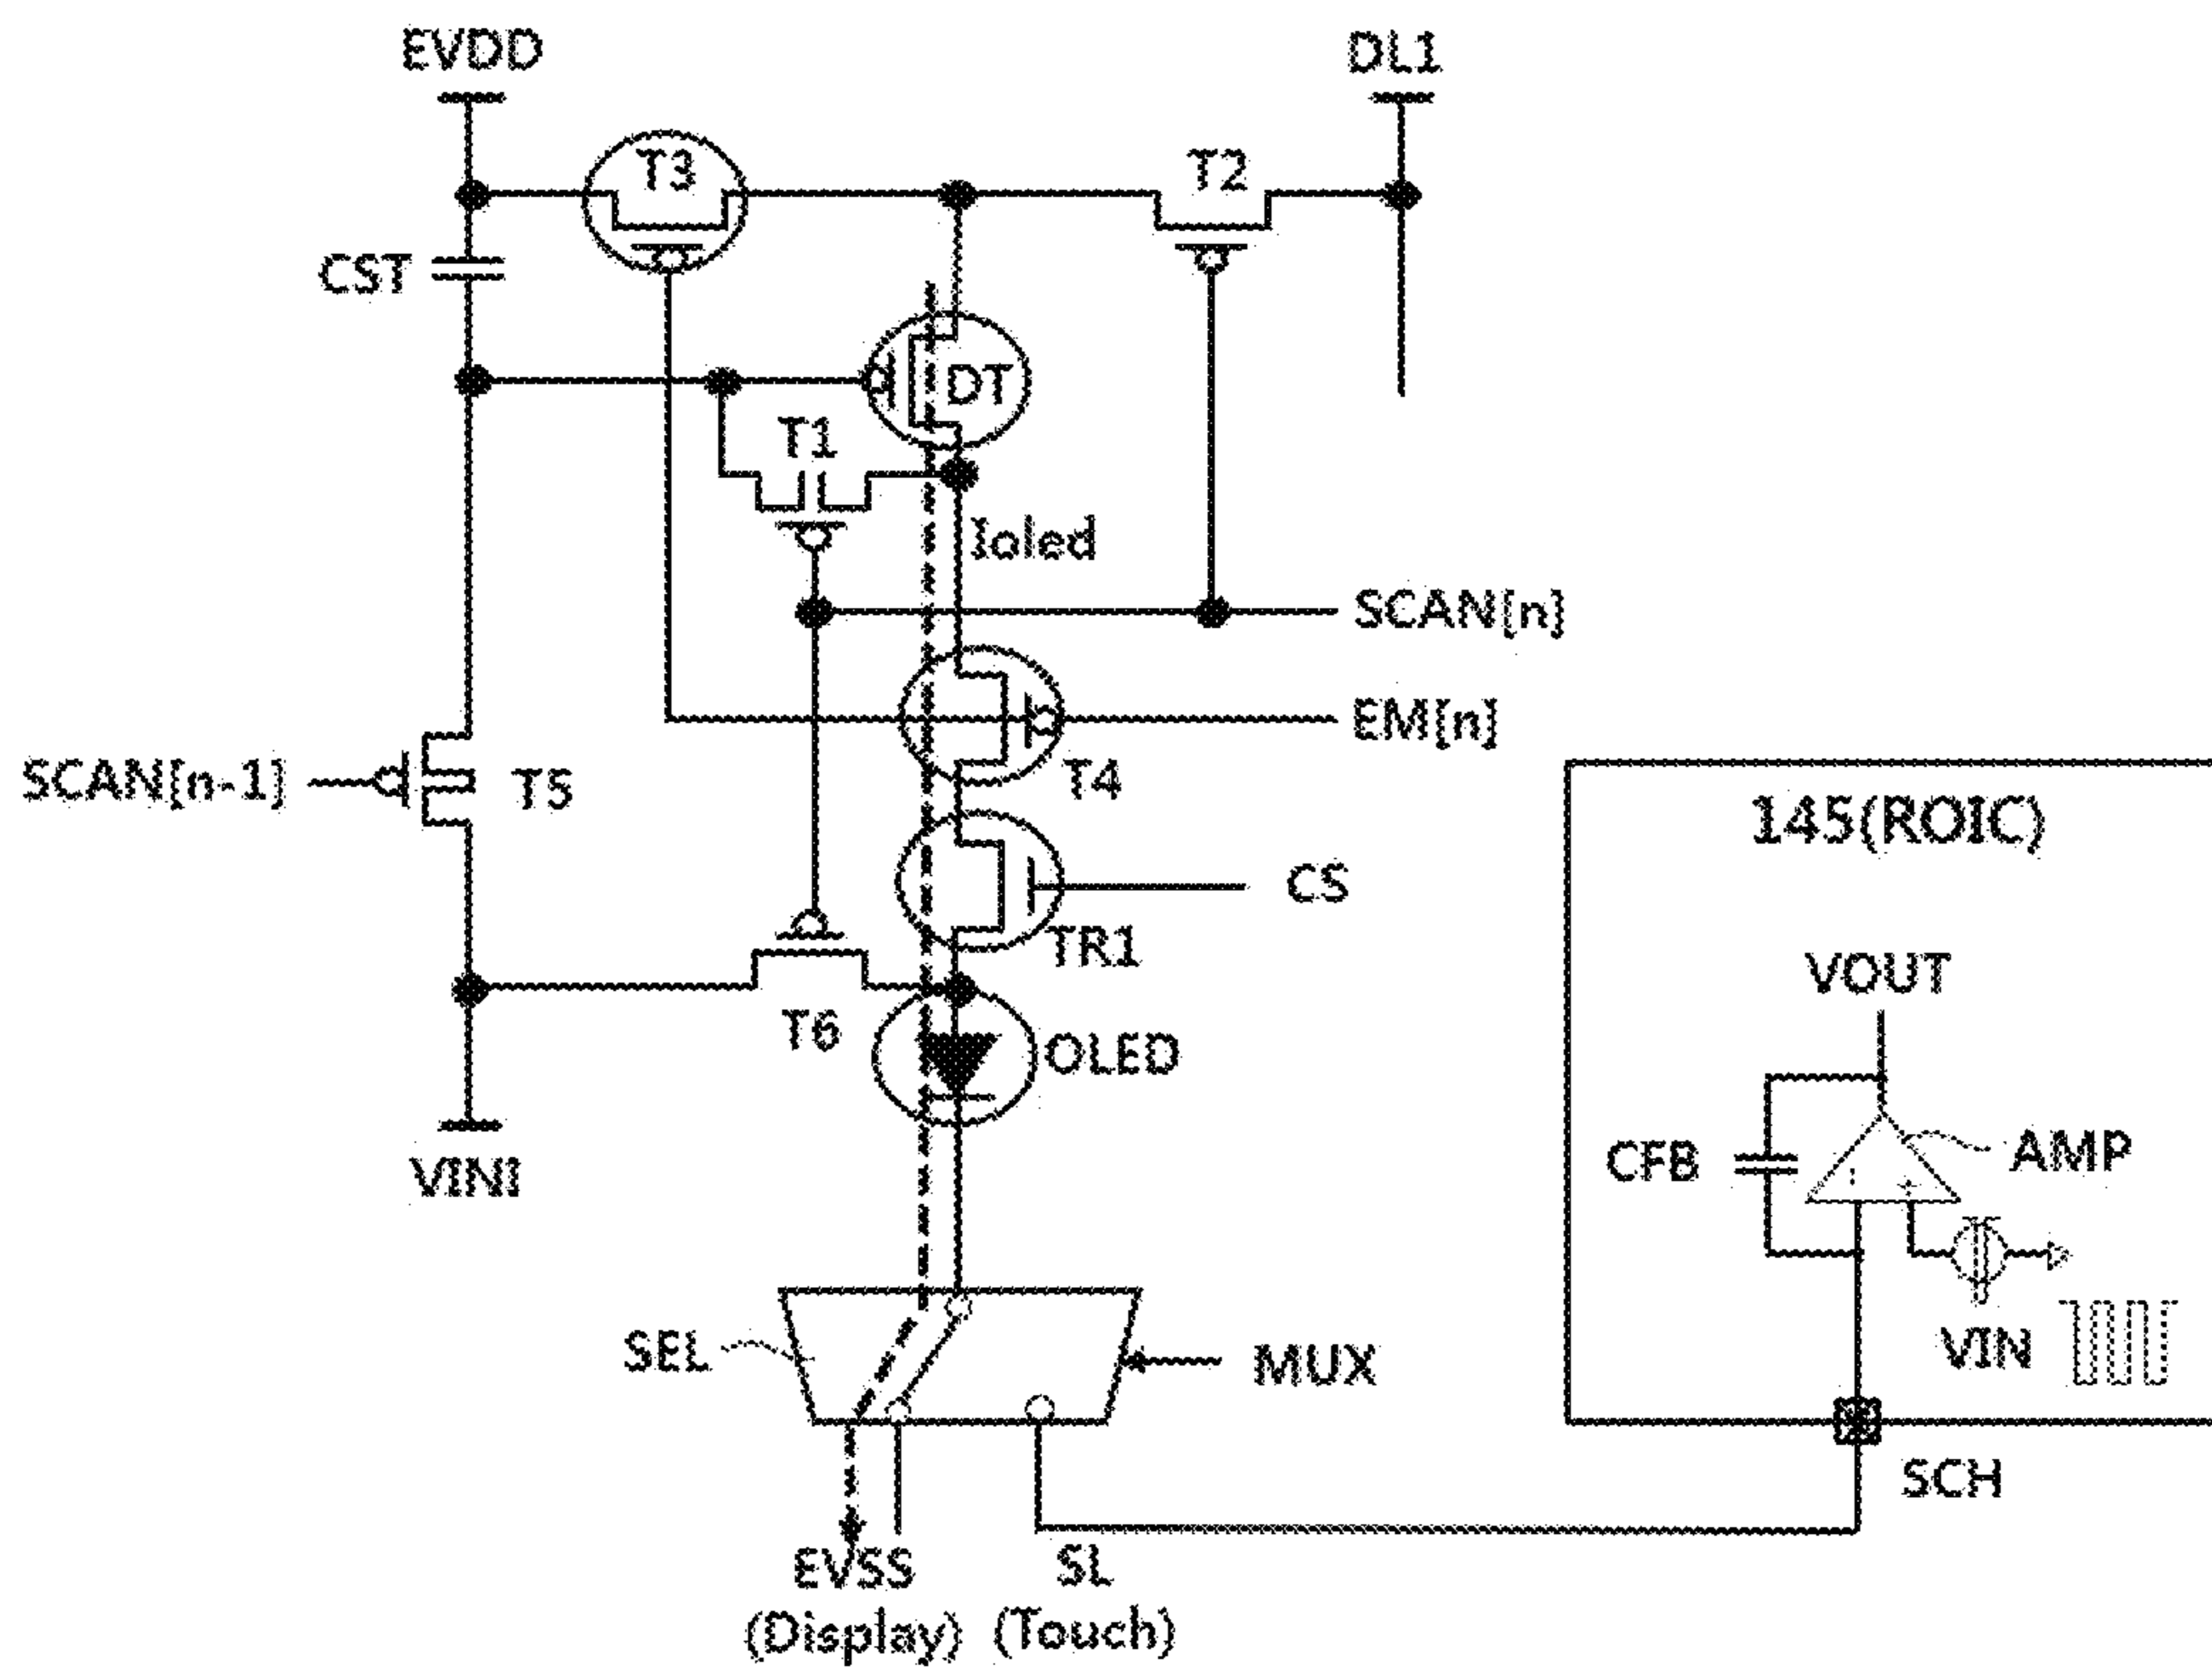 EVDD
DL1
T3
T2
CST
DT
T1
Ioled
SCAN[n]
EM[n]
SCAN[n-1]
T5
T4
145(ROIC)
CS
TR1
VOUT
T6
OLED
CFB
AMP
VINI
VIN
SEL
MUX
SCH
EVSS
SL
(Display)
(Touch)